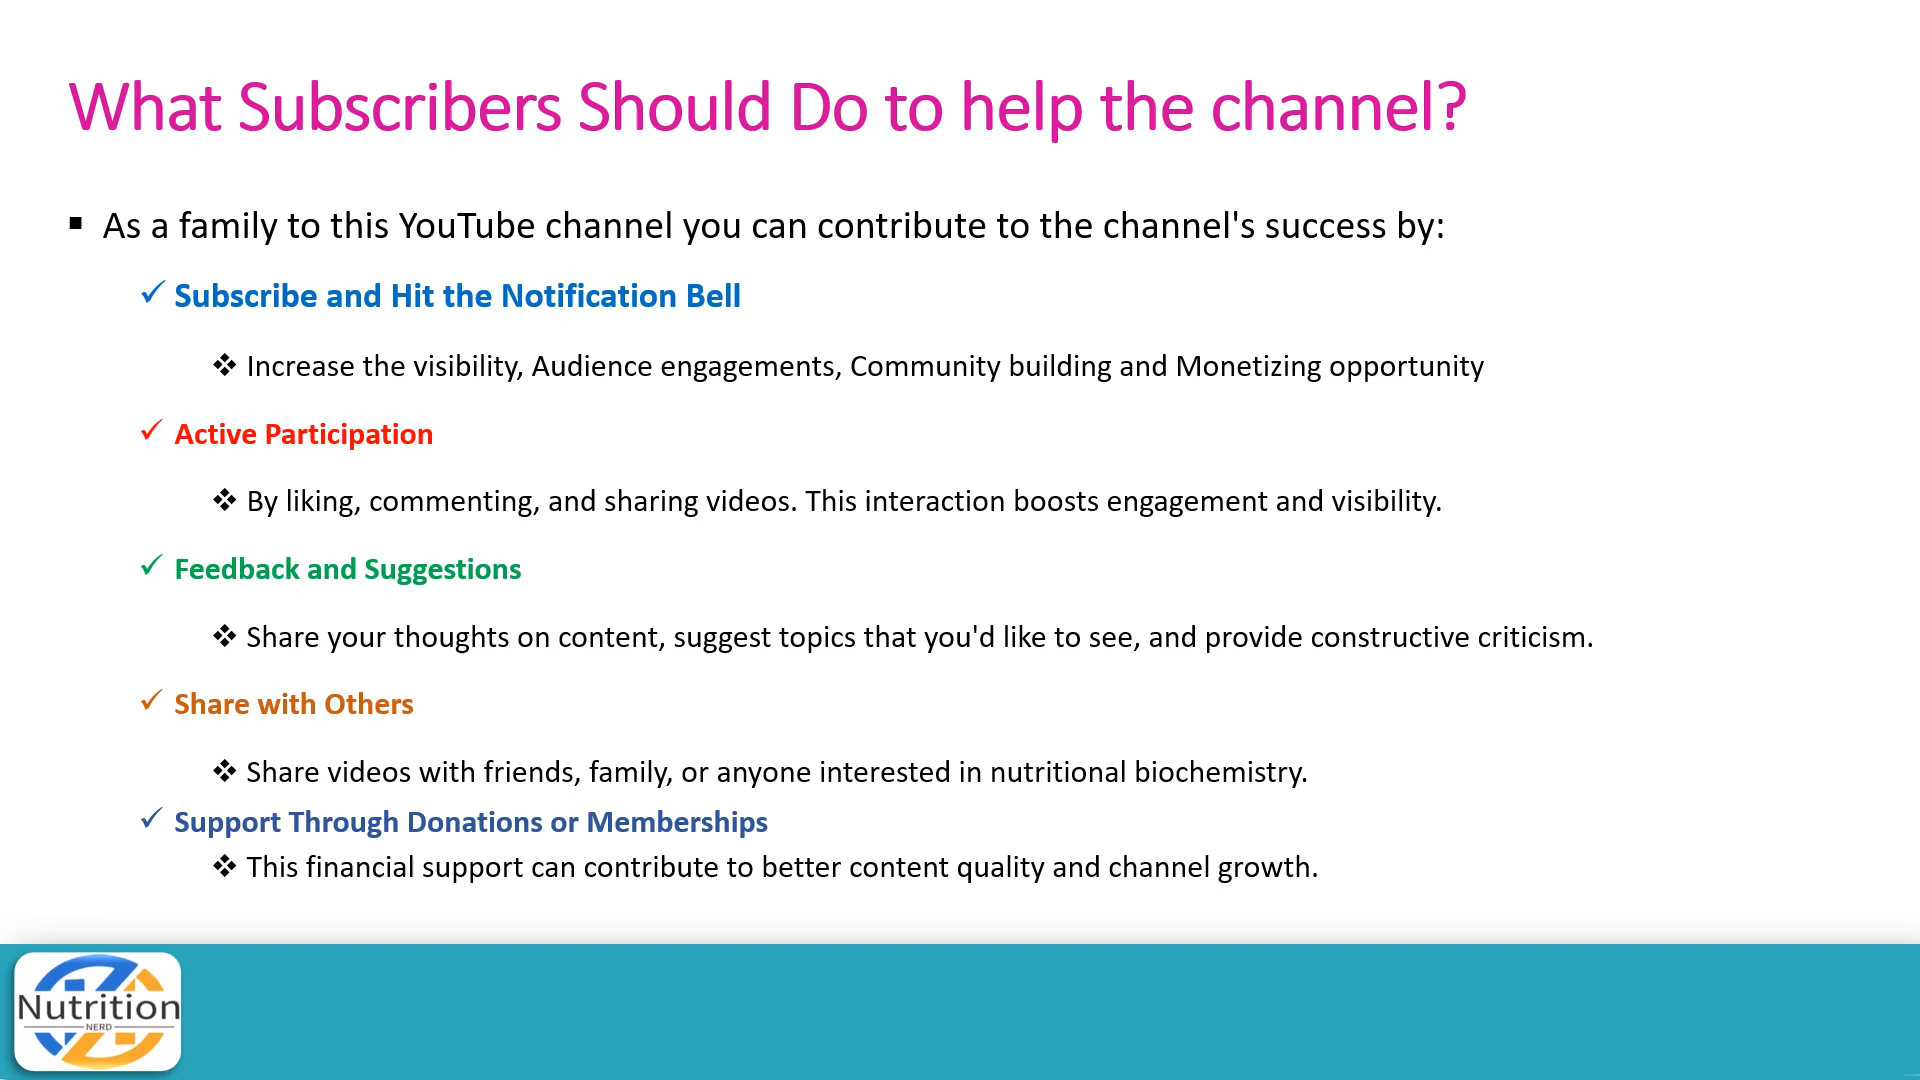 What Subscribers Should Do to help the channel?
▪ As a family to this YouTube channel you can contribute to the channel's success by:
✓ Subscribe and Hit the Notification Bell
❖ Increase the visibility, Audience engagements, Community building and Monetizing opportunity
✓ Active Participation
❖ By liking, commenting, and sharing videos. This interaction boosts engagement and visibility.
✓ Feedback and Suggestions
❖ Share your thoughts on content, suggest topics that you'd like to see, and provide constructive criticism.
✓ Share with Others
❖ Share videos with friends, family, or anyone interested in nutritional biochemistry.
✓ Support Through Donations or Memberships
❖ This financial support can contribute to better content quality and channel growth.
Nutrition
NERD